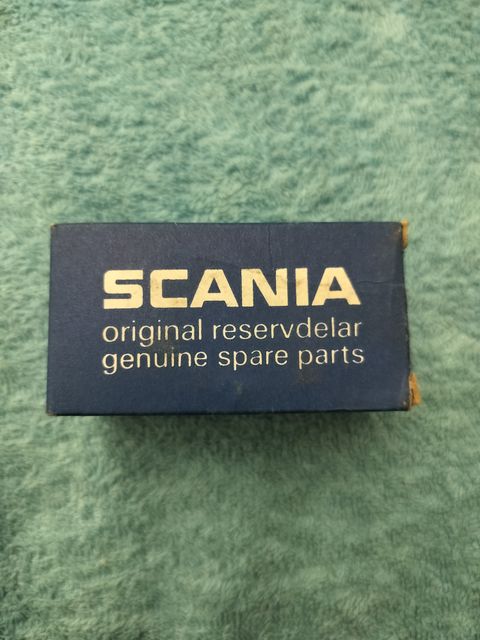 SCANIA
original reservdelar
genuine spare parts